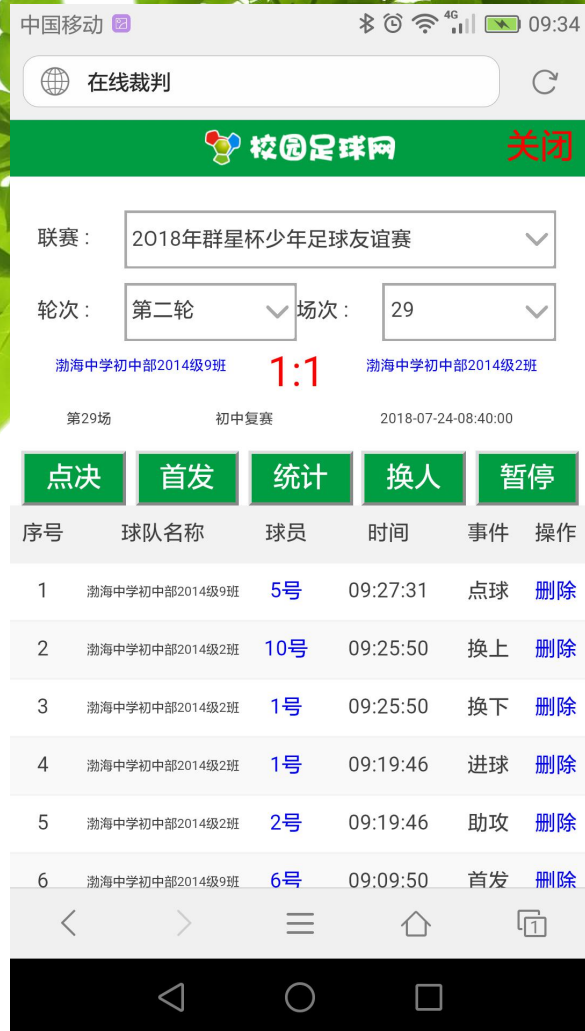 中国移动 4G 09:34
在线裁判
校园足球网 关闭
联赛： 2018年群星杯少年足球友谊赛
轮次： 第二轮 场次： 29
渤海中学初中部2014级9班 1:1 渤海中学初中部2014级2班
第29场 初中复赛 2018-07-24-08:40:00
点决 首发 统计 换人 暂停
序号 球队名称 球员 时间 事件 操作
1 渤海中学初中部2014级9班 5号 09:27:31 点球 删除
2 渤海中学初中部2014级2班 10号 09:25:50 换上 删除
3 渤海中学初中部2014级2班 1号 09:25:50 换下 删除
4 渤海中学初中部2014级2班 1号 09:19:46 进球 删除
5 渤海中学初中部2014级2班 2号 09:19:46 助攻 删除
6 渤海中学初中部2014级9班 6号 09:09:50 首发 删除
1